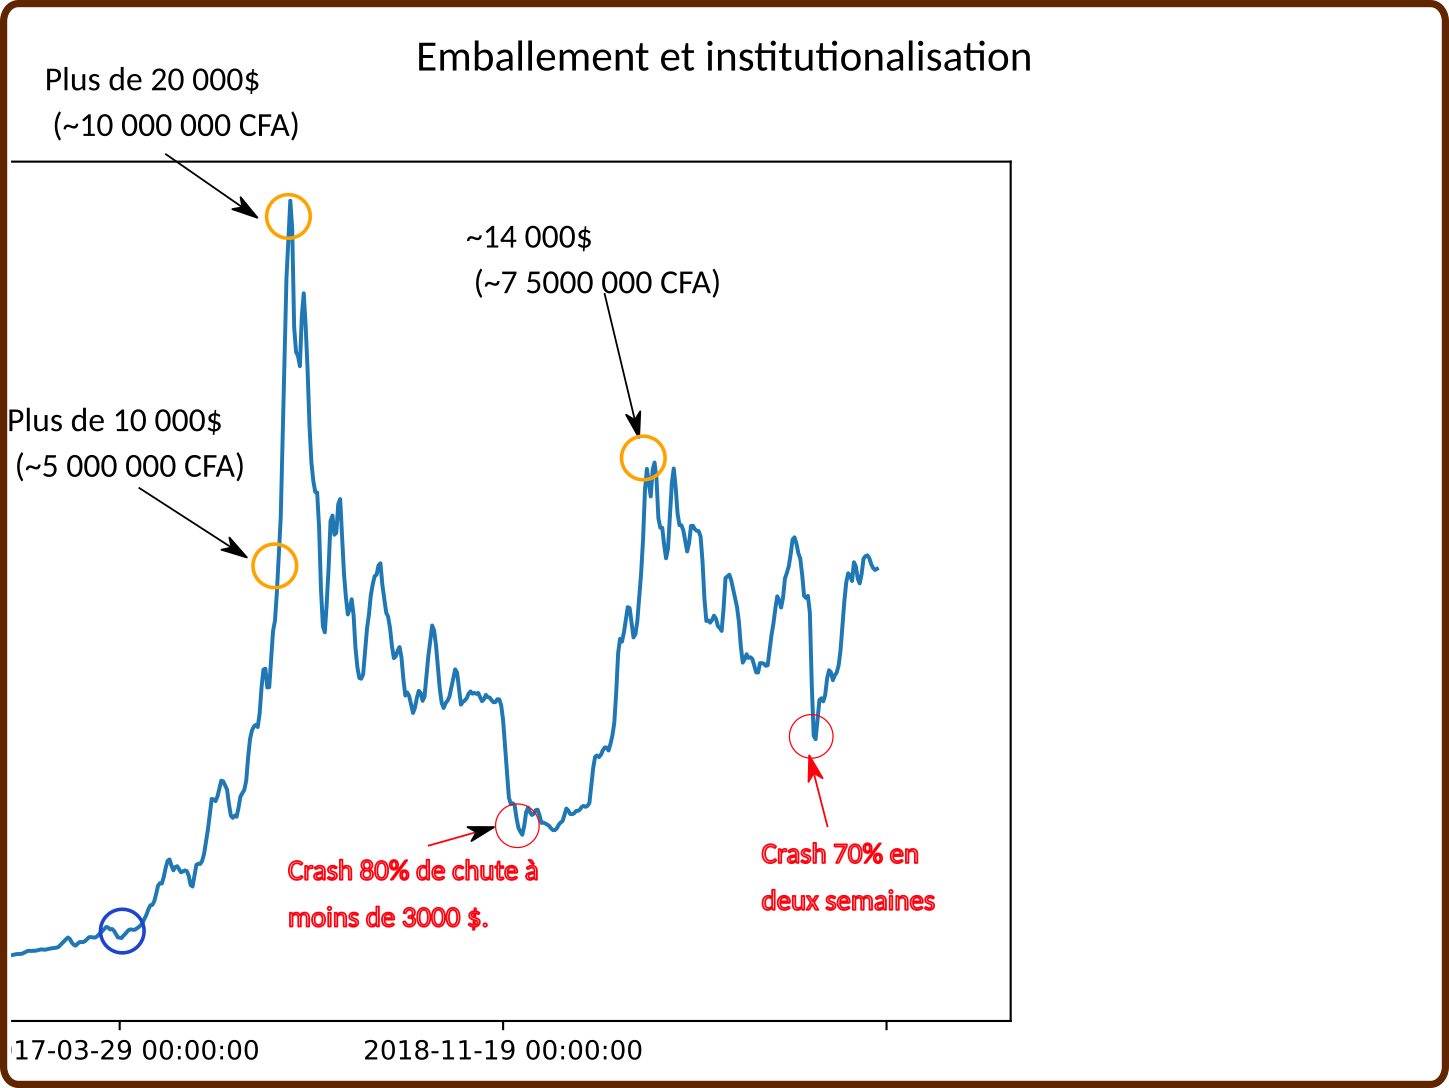 Emballement et institutionalisation
Plus de 20 000$
(~10 000 000 CFA)
~14 000$
(~7 5000 000 CFA)
Plus de 10 000$
(~5 000 000 CFA)
Crash 80% de chute à
moins de 3000 $.
Crash 70% en
deux semaines
17-03-29 00:00:00
2018-11-19 00:00:00